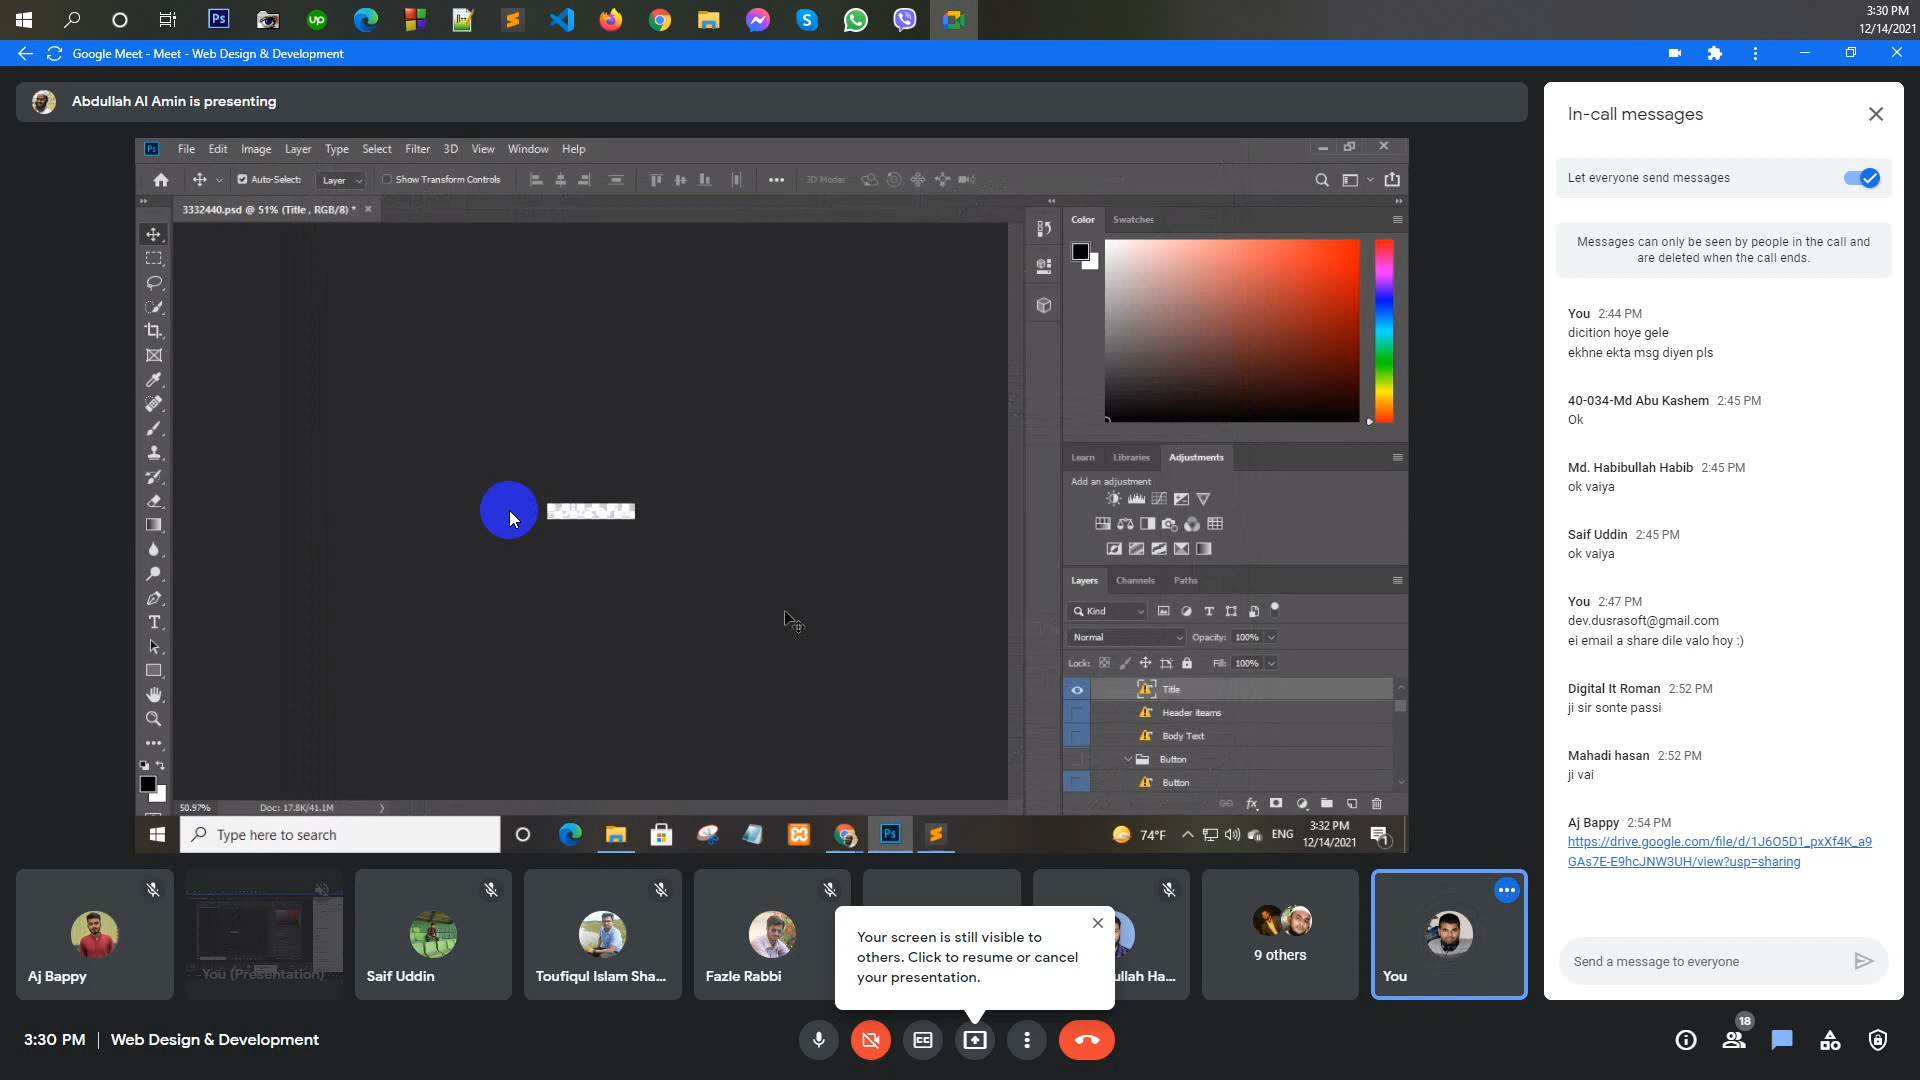 3:30 PM
12/14/2021
Google Meet - Meet - Web Design & Development
Abdullah Al Amin is presenting
File Edit Image Layer Type Select Filter 3D View Window Help
Auto-Select: Layer Show Transform Controls 3D Mode:
3332440.psd @ 51% (Title , RGB/8) *
Color Swatches
Learn Libraries Adjustments
Add an adjustment
Layers Channels Paths
Kind
Normal Opacity: 100%
Lock: Fill: 100%
Title
Header iteams
Body Text
Button
Button
50.97% Doc: 17.8K/41.1M
Type here to search
74°F ENG
3:32 PM
12/14/2021
In-call messages
Let everyone send messages
Messages can only be seen by people in the call and
are deleted when the call ends.
You 2:44 PM
dicition hoye gele
ekhne ekta msg diyen pls
40-034-Md Abu Kashem 2:45 PM
Ok
Md. Habibullah Habib 2:45 PM
ok vaiya
Saif Uddin 2:45 PM
ok vaiya
You 2:47 PM
dev.dusrasoft@gmail.com
ei email a share dile valo hoy :)
Digital It Roman 2:52 PM
ji sir sonte passi
Mahadi hasan 2:52 PM
ji vai
Aj Bappy 2:54 PM
https://drive.google.com/file/d/1J6O5D1_pxXf4K_a9
GAs7E-E9hcJNW3UH/view?usp=sharing
Send a message to everyone
Aj Bappy
You (Presentation)
Saif Uddin
Toufiqul Islam Sha...
Fazle Rabbi
ullah Ha...
9 others
You
Your screen is still visible to
others. Click to resume or cancel
your presentation.
3:30 PM | Web Design & Development
18